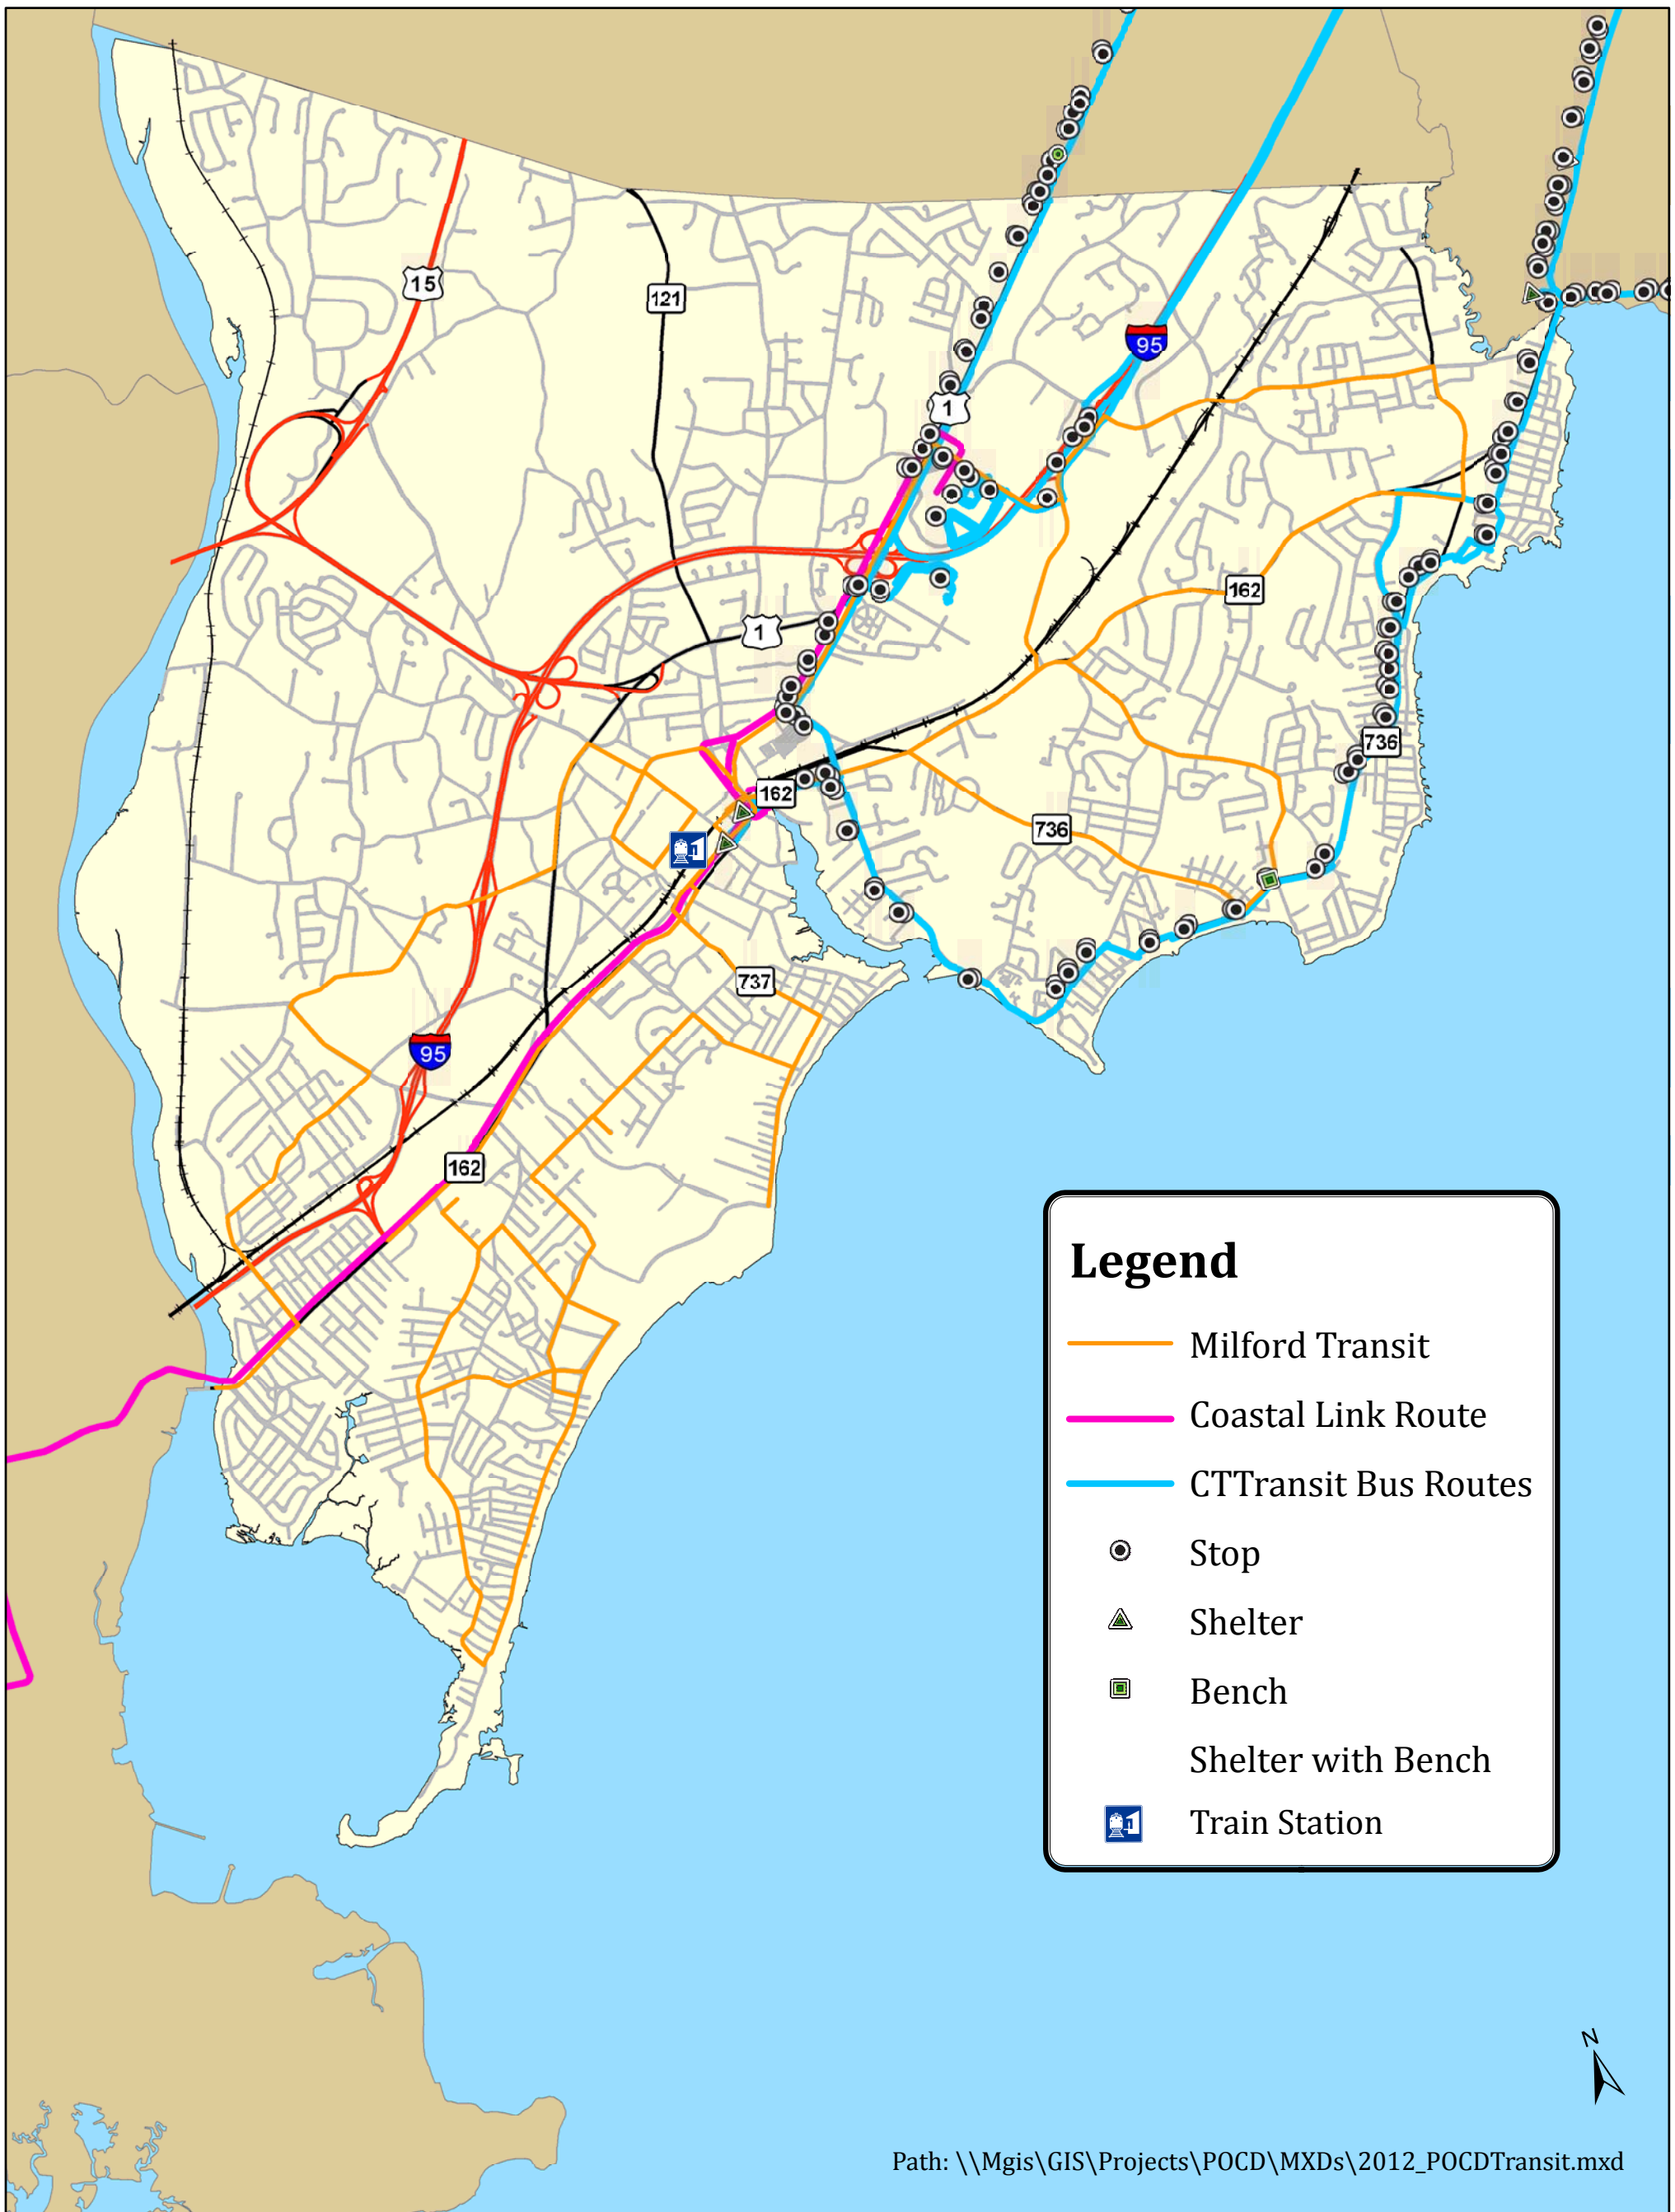 15
121
95
1
1
162
736
162
736
737
95
162
Legend
Milford Transit
Coastal Link Route
CTTransit Bus Routes
Stop
Shelter
Bench
Shelter with Bench
Train Station
N
Path: \\Mgis\GIS\Projects\POCD\MXDs\2012_POCDTransit.mxd